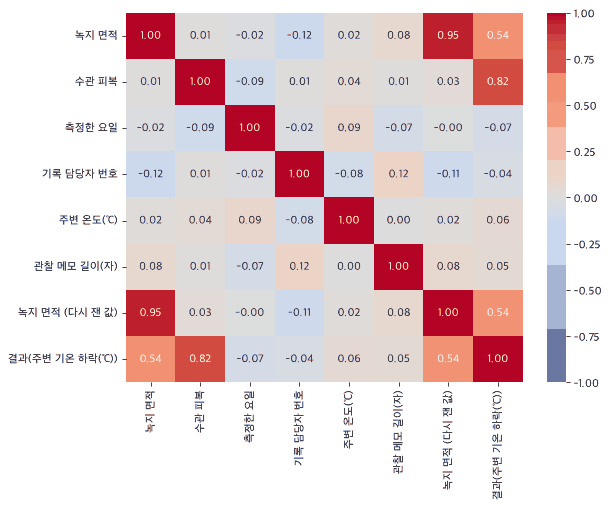 녹지 면적 1.00 0.01 -0.02 -0.12 0.02 0.08 0.95 0.54
수관 피복 0.01 1.00 -0.09 0.01 0.04 0.01 0.03 0.82
측정한 요일 -0.02 -0.09 1.00 -0.02 0.09 -0.07 -0.00 -0.07
기록 담당자 번호 -0.12 0.01 -0.02 1.00 -0.08 0.12 -0.11 -0.04
주변 온도(℃) 0.02 0.04 0.09 -0.08 1.00 0.00 0.02 0.06
관찰 메모 길이(자) 0.08 0.01 -0.07 0.12 0.00 1.00 0.08 0.05
녹지 면적 (다시 잰 값) 0.95 0.03 -0.00 -0.11 0.02 0.08 1.00 0.54
결과(주변 기온 하락(℃)) 0.54 0.82 -0.07 -0.04 0.06 0.05 0.54 1.00
녹지 면적
수관 피복
측정한 요일
기록 담당자 번호
주변 온도(℃)
관찰 메모 길이(자)
녹지 면적 (다시 잰 값)
결과(주변 기온 하락(℃))
1.00
0.75
0.50
0.25
0.00
-0.25
-0.50
-0.75
-1.00